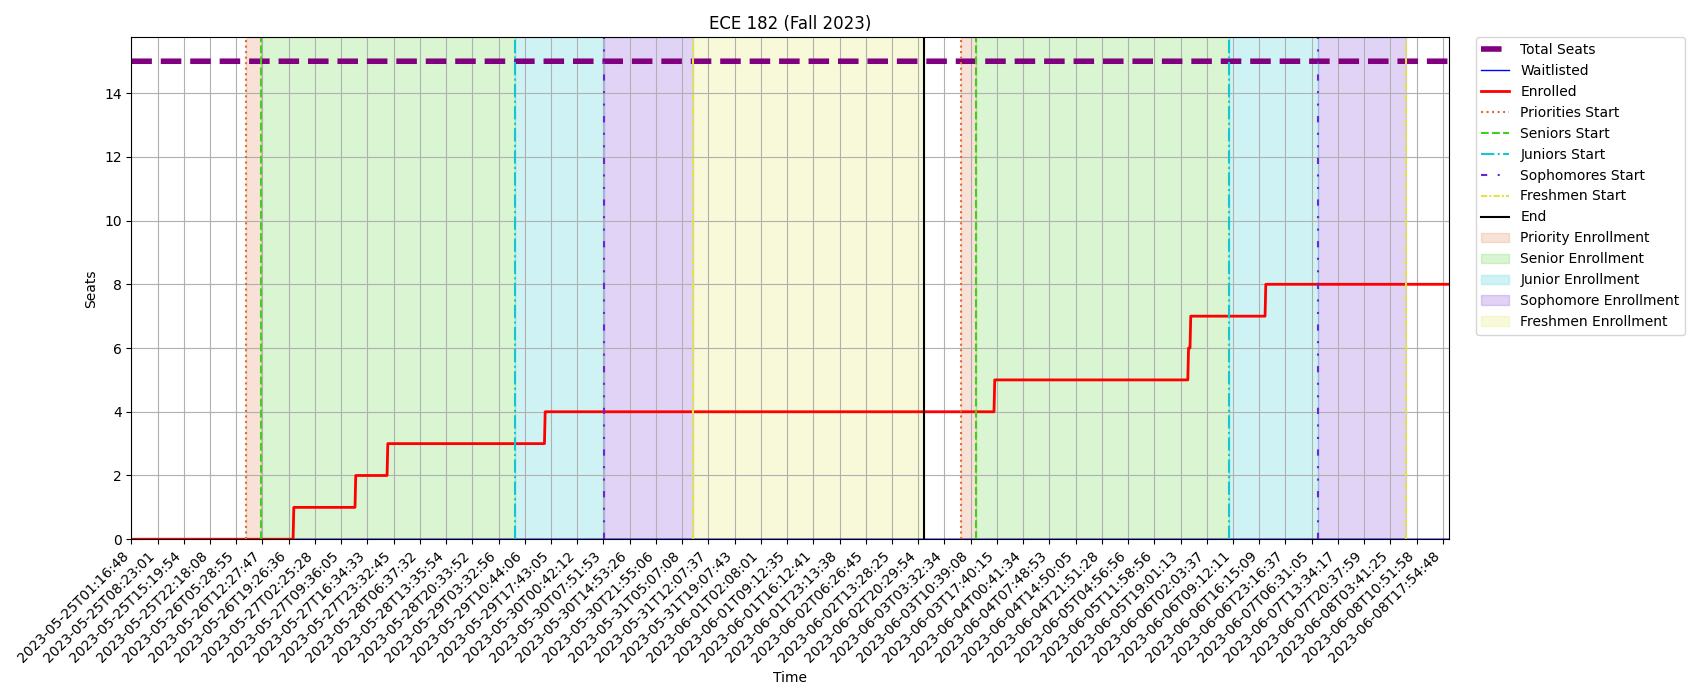 ECE 182 (Fall 2023)
Seats
14
12
10
8
6
4
2
0
2023-05-25T01:16:48
2023-05-25T08:23:01
2023-05-25T15:19:54
2023-05-25T22:18:08
2023-05-26T05:28:55
2023-05-26T12:27:47
2023-05-26T19:26:36
2023-05-27T02:25:28
2023-05-27T09:36:05
2023-05-27T16:34:33
2023-05-27T23:32:45
2023-05-28T06:37:32
2023-05-28T13:35:54
2023-05-28T20:33:52
2023-05-29T03:32:56
2023-05-29T10:44:06
2023-05-29T17:43:05
2023-05-30T00:42:12
2023-05-30T07:51:53
2023-05-30T14:53:26
2023-05-30T21:55:06
2023-05-31T05:07:08
2023-05-31T12:07:37
2023-05-31T19:07:43
2023-06-01T02:08:01
2023-06-01T09:12:35
2023-06-01T16:12:41
2023-06-01T23:13:38
2023-06-02T06:26:45
2023-06-02T13:28:25
2023-06-02T20:29:54
2023-06-03T03:32:34
2023-06-03T10:39:08
2023-06-03T17:40:15
2023-06-04T00:41:34
2023-06-04T07:48:53
2023-06-04T14:50:05
2023-06-04T21:51:28
2023-06-05T04:56:56
2023-06-05T11:58:56
2023-06-05T19:01:13
2023-06-06T02:03:37
2023-06-06T09:12:11
2023-06-06T16:15:09
2023-06-06T23:16:37
2023-06-07T06:31:05
2023-06-07T13:34:17
2023-06-07T20:37:59
2023-06-08T03:41:25
2023-06-08T10:51:58
2023-06-08T17:54:48
Time
Total Seats
Waitlisted
Enrolled
Priorities Start
Seniors Start
Juniors Start
Sophomores Start
Freshmen Start
End
Priority Enrollment
Senior Enrollment
Junior Enrollment
Sophomore Enrollment
Freshmen Enrollment